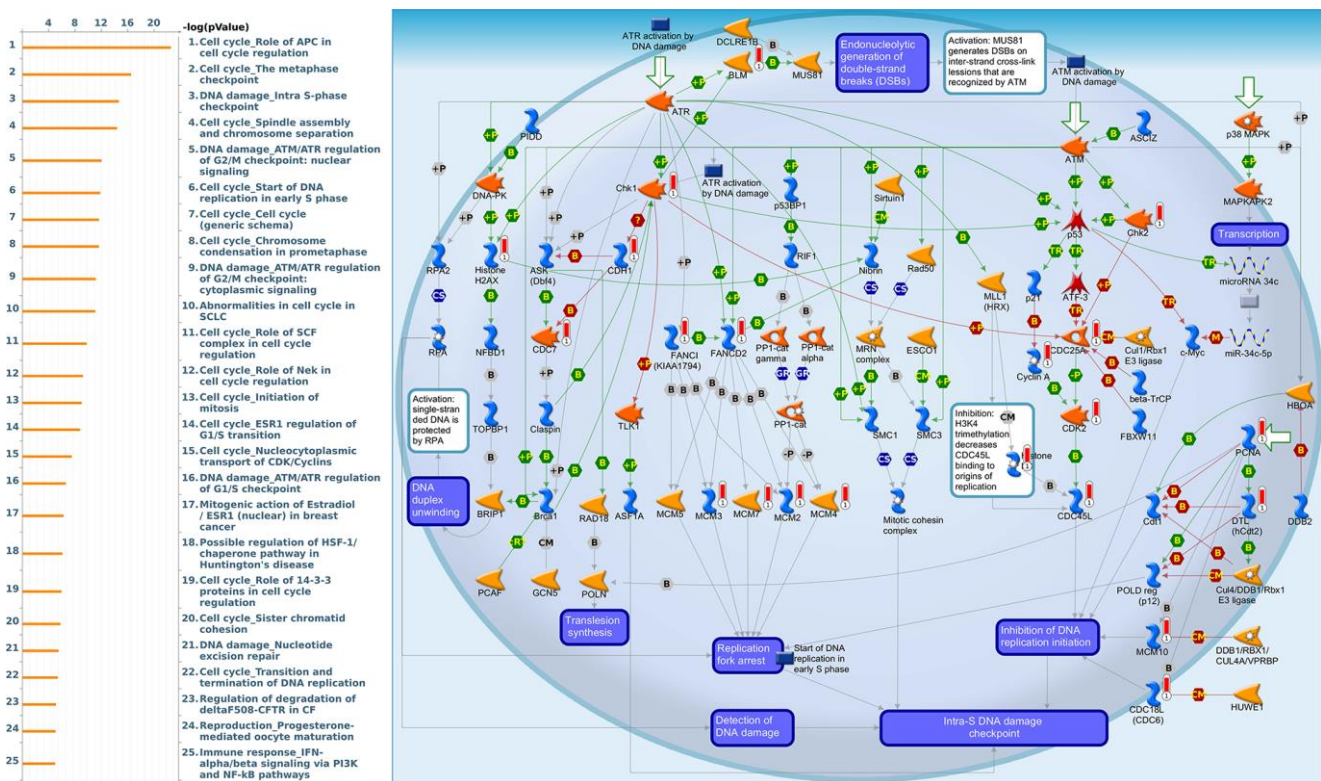 4 8 12 16 20 -log(pValue)
1 1.Cell cycle_Role of APC in
cell cycle regulation
2 2.Cell cycle_The metaphase
checkpoint
3 3.DNA damage_Intra S-phase
checkpoint
4 4.Cell cycle_Spindle assembly
and chromosome separation
5 5.DNA damage_ATM/ATR
regulation
of G2/M checkpoint: nuclear
signaling
6 6.Cell cycle_Start of DNA
replication in early S phase
7 7.Cell cycle_Cell cycle
(generic schema)
8 8.Cell cycle_Chromosome
condensation in prometaphase
9 9.DNA damage_ATM/ATR regulation
of G2/M checkpoint:
cytoplasmic signaling
10 10.Abnormalities in cell cycle in
SCLC
11 11.Cell cycle_Role of SCF
complex in cell cycle
regulation
12 12.Cell cycle_Role of Nek in
cell cycle regulation
13 13.Cell cycle_Initiation of
mitosis
14 14.Cell cycle_ESR1 regulation of
G1/S transition
15 15.Cell cycle_Nucleocytoplasmic
transport of CDK/Cyclins
16 16.DNA damage_ATM/ATR regulation
of G1/S checkpoint
17 17.Mitogenic action of Estradiol
/ ESR1 (nuclear) in breast
cancer
18 18.Possible regulation of HSF-1/
chaperone pathway in
Huntington's disease
19 19.Cell cycle_Role of 14-3-3
proteins in cell cycle
regulation
20 20.Cell cycle_Sister chromatid
cohesion
21 21.DNA damage_Nucleotide
excision repair
22 22.Cell cycle_Transition and
termination of DNA replication
23 23.Regulation of degradation of
deltaF508-CFTR in CF
24 24.Reproduction_Progesterone-
mediated oocyte maturation
25 25.Immune response_IFN-
alpha/beta signaling via PI3K
and NF-kB pathways
ATR activation by
DNA damage
DCLRE1B
BLM
MUS81
Endonucleolytic
generation of
double-strand
breaks (DSBs)
Activation: MUS81
generates DSBs on
inter-strand cross-link
lessions that are
recognized by ATM
ATM activation by
DNA damage
ATR
PIDD
ATM
ASCIZ
p38 MAPK
DNA-PK
Chk1
ATR activation
by DNA damage
p53BP1
Sirtuin1
p53
Chk2
MAPKAPK2
Transcription
RPA2
Histone
H2AX
ASK
(Dbf4)
CDH1
RIF1
Nibrin
Rad50
MLL1
(HRX)
p21
ATF-3
microRNA 34c
RPA
NFBD1
CDC7
FANCI
(KIAA1794)
FANCD2
PP1-cat
gamma
PP1-cat
alpha
MRN
complex
ESCO1
Cyclin A
CDC25A
Cul1/Rbx1
E3 ligase
c-Myc
miR-34c-5p
Activation:
single-stran
ded DNA is
protected
by RPA
TOPBP1
Claspin
TLK1
PP1-cat
SMC1
SMC3
Inhibition:
H3K4
trimethylation
decreases
CDC45L
binding to
origins of
replication
Histone
CDK2
beta-TrCP
FBXW11
HBOA
PCNA
DNA
duplex
unwinding
BRIP1
Brca1
RAD18
ASF1A
MCM5
MCM3
MCM7
MCM2
MCM4
Mitotic cohesin
complex
CDC45L
Cdt1
DTL
(hCdt2)
DDB2
PCAF
GCN5
POLN
POLD reg
(p12)
Cul4/DDB1/Rbx1
E3 ligase
Translesion
synthesis
Replication
fork arrest
Start of DNA
replication in
early S phase
Inhibition of DNA
replication initiation
MCM10
DDB1/RBX1/
CUL4A/VPRBP
CDC18L
(CDC6)
HUWE1
Detection of
DNA damage
Intra-S DNA damage
checkpoint